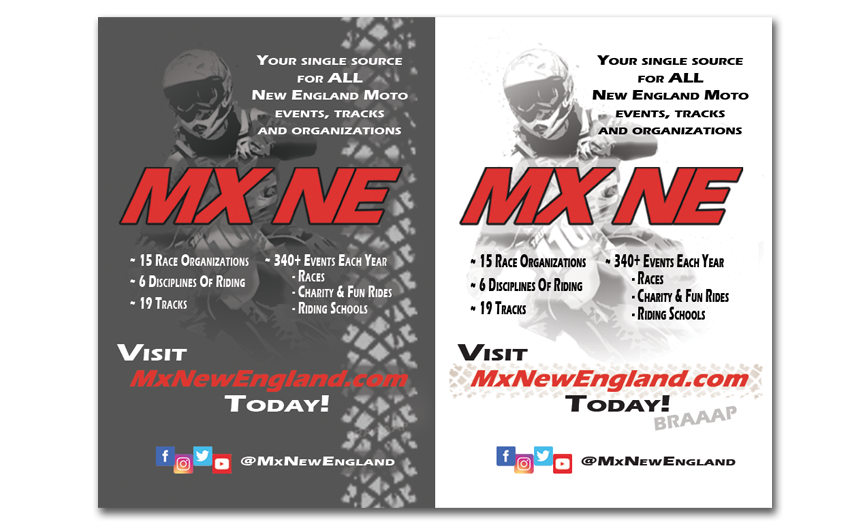 Your single source
for ALL
New England Moto
events, tracks
and organizations
MX NE
~ 15 Race Organizations
~ 6 Disciplines Of Riding
~ 19 Tracks
~ 340+ Events Each Year
- Races
- Charity & Fun Rides
- Riding Schools
Visit
MxNewEngland.com
Today!
@MxNewEngland
Your single source
for ALL
New England Moto
events, tracks
and organizations
MX NE
~ 15 Race Organizations
~ 6 Disciplines Of Riding
~ 19 Tracks
~ 340+ Events Each Year
- Races
- Charity & Fun Rides
- Riding Schools
Visit
MxNewEngland.com
Today!
BRAAAP
@MxNewEngland